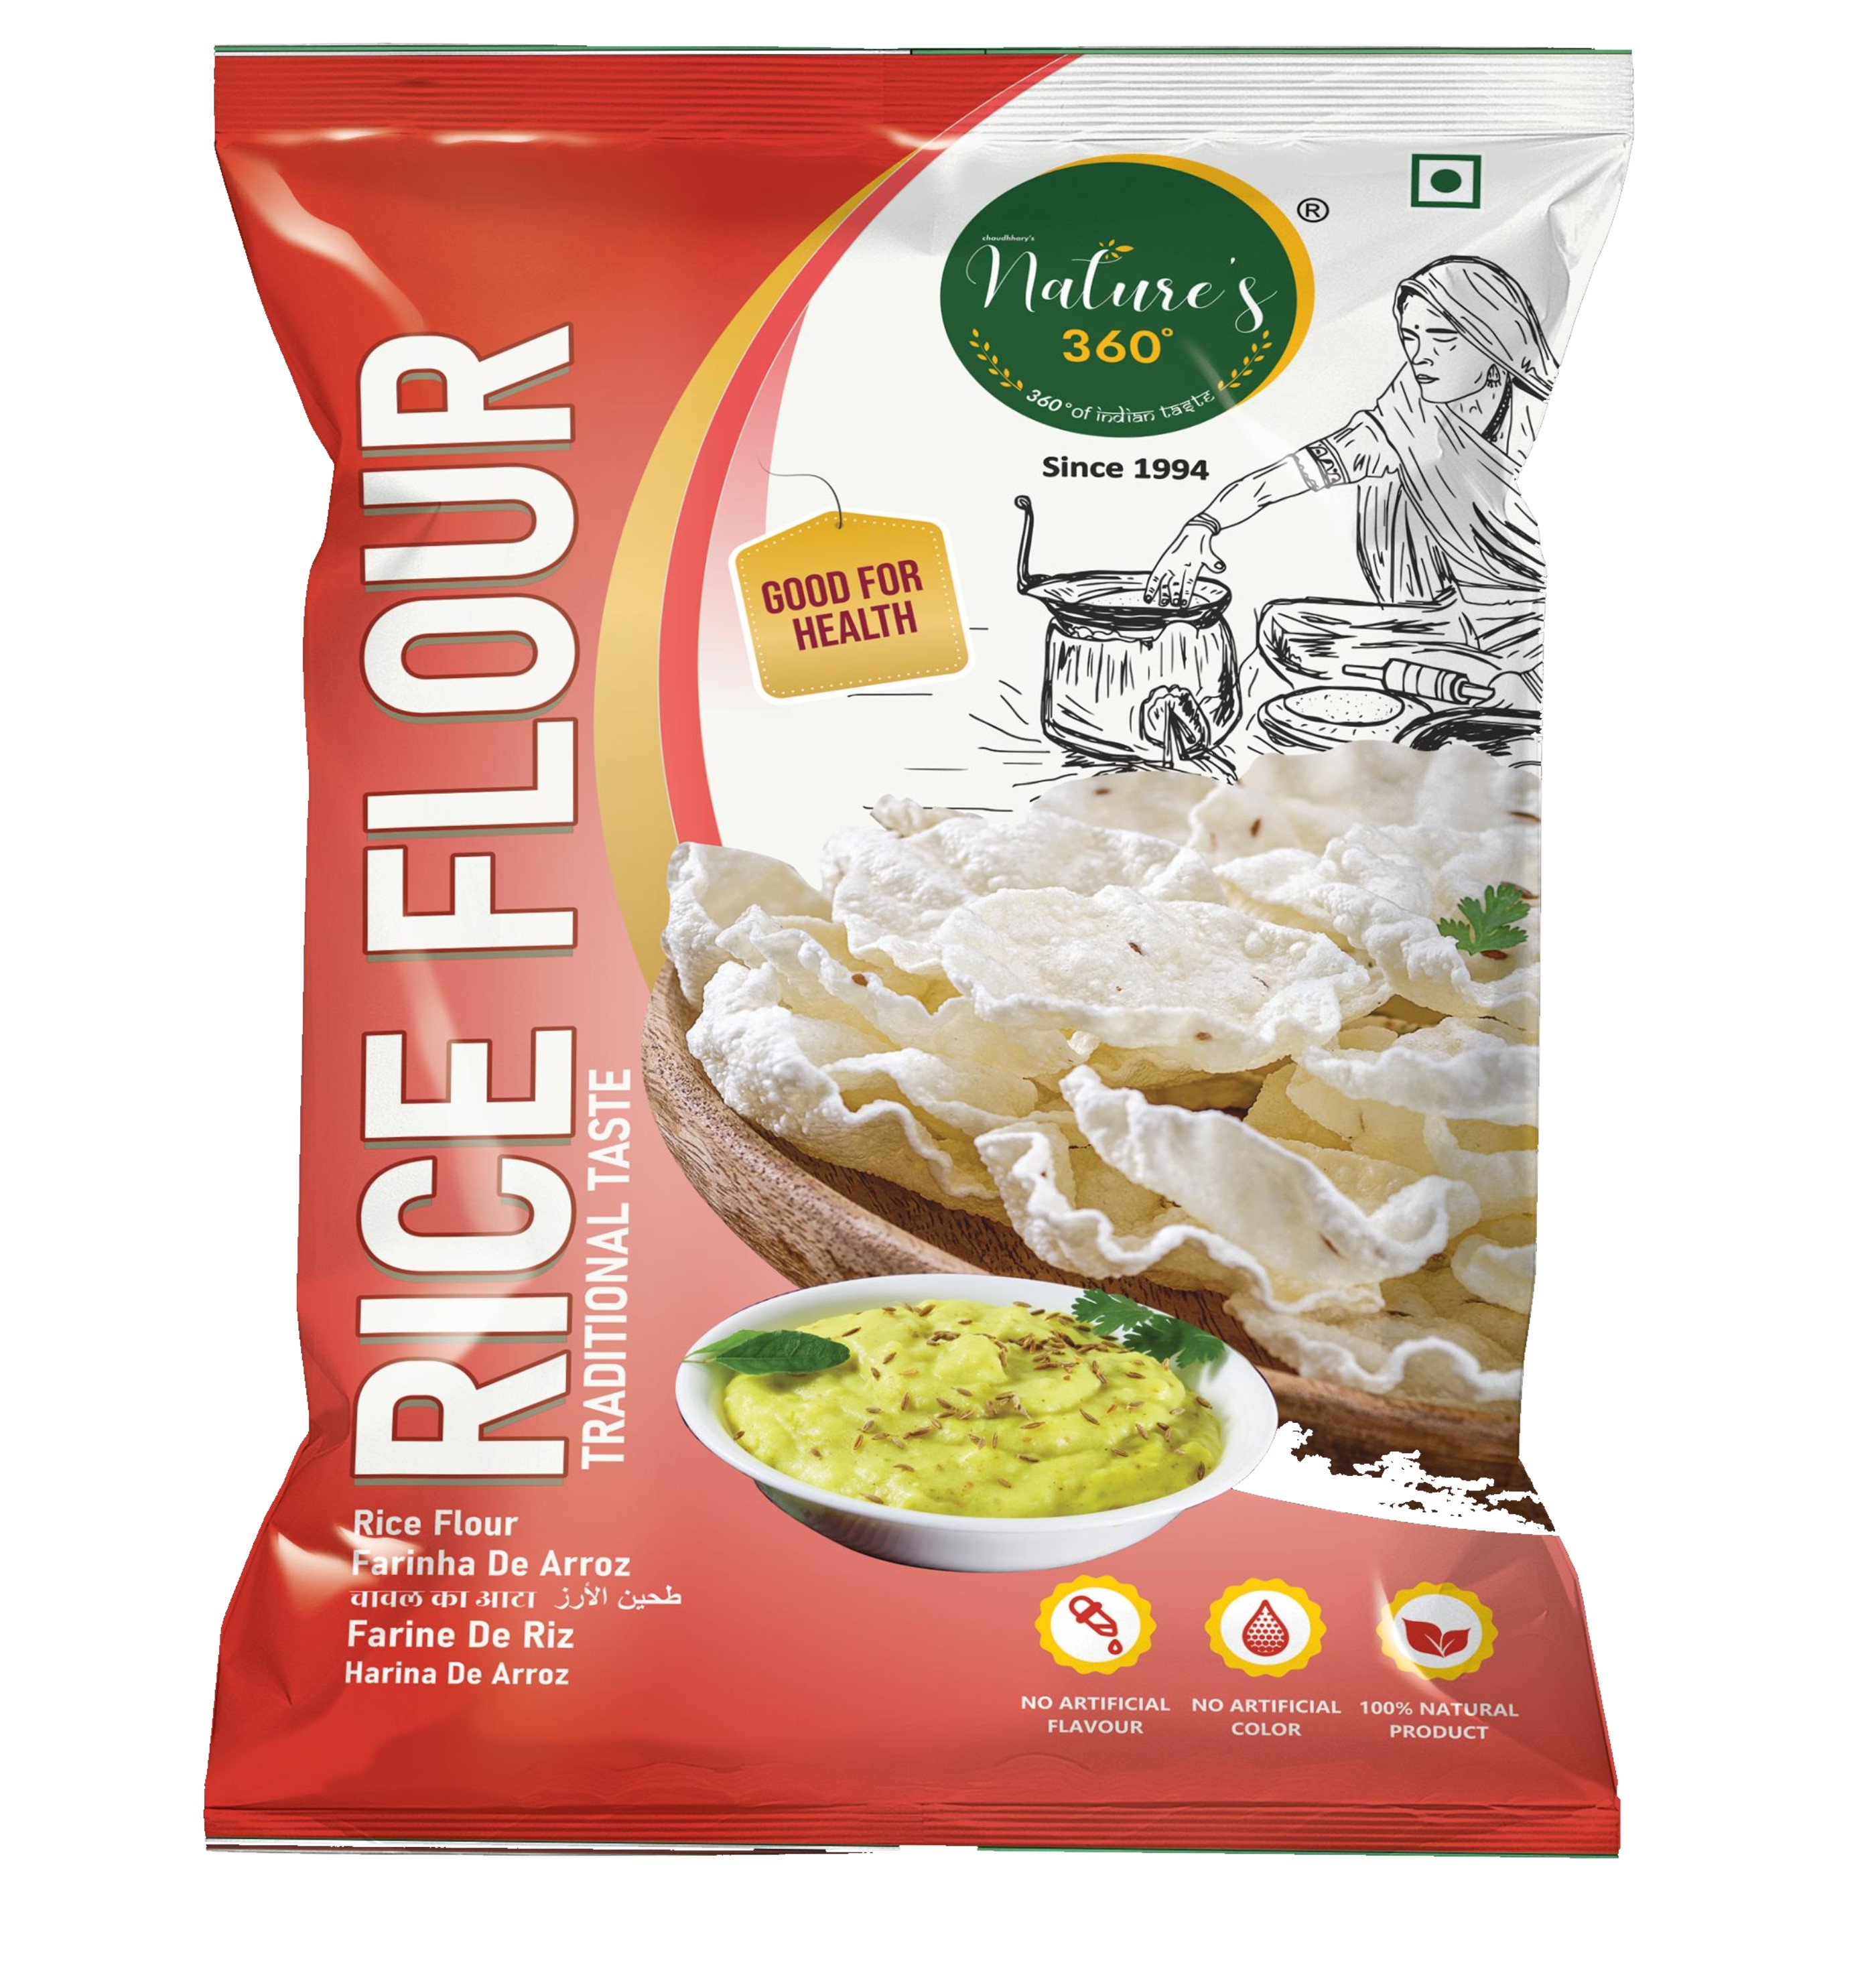 chaudhhary's
Nature's
360°
360° of indian taste
®
Since 1994
GOOD FOR
HEALTH
RICE FLOUR
TRADITIONAL TASTE
Rice Flour
Farinha De Arroz
चावल का आटा طحين الأرز
Farine De Riz
Harina De Arroz
NO ARTIFICIAL
FLAVOUR
NO ARTIFICIAL
COLOR
100% NATURAL
PRODUCT